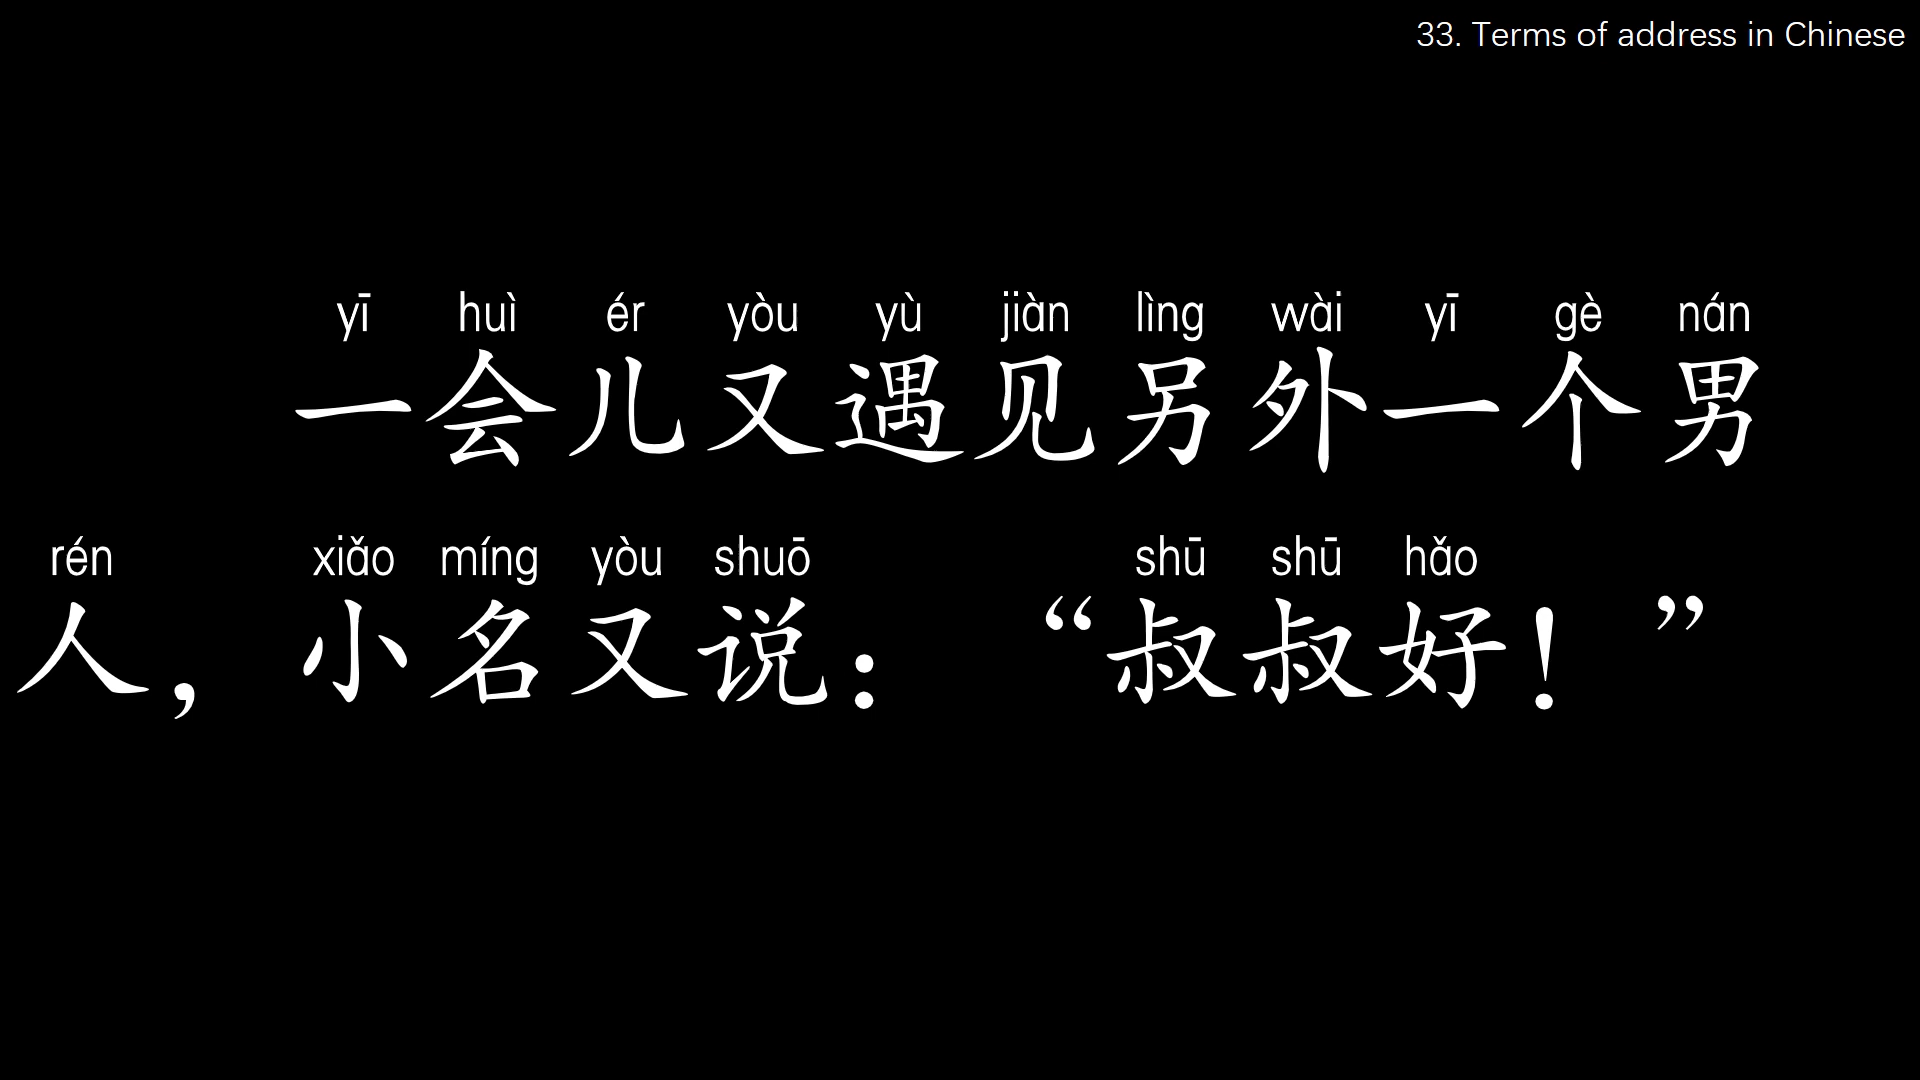 33. Terms of address in Chinese
yī huì ér yòu yù jiàn lìng wài yī gè nán
一会儿又遇见另外一个男
rén xiǎo míng yòu shuō shū shū hǎo
人，小名又说：“叔叔好！”